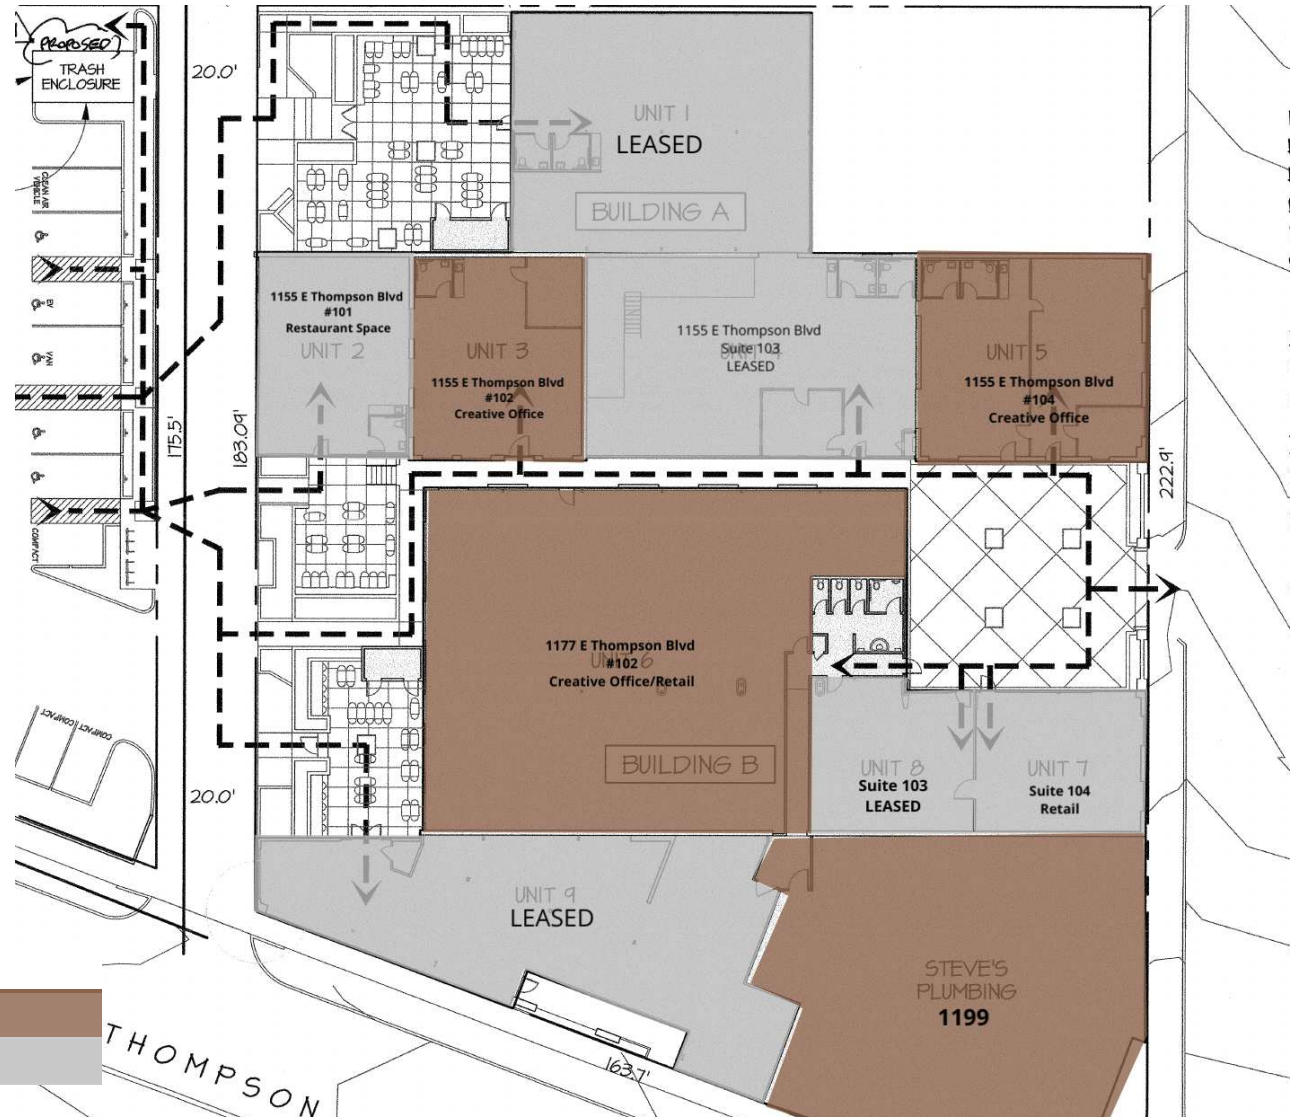 PROPOSED
TRASH
ENCLOSURE
20.0'
CLEAN AIR
VEHICLE
EV
VAN
COMPACT
COMPACT
COMPACT
175.5'
183.09'
222.9'
20.0'
163.7'
THOMPSON
UNIT 1
LEASED
BUILDING A
1155 E Thompson Blvd
#101
Restaurant Space
UNIT 2
UNIT 3
1155 E Thompson Blvd
#102
Creative Office
1155 E Thompson Blvd
Suite 103
LEASED
UNIT 5
1155 E Thompson Blvd
#104
Creative Office
1177 E Thompson Blvd
UNIT 6
#102
Creative Office/Retail
BUILDING B
UNIT 8
Suite 103
LEASED
UNIT 7
Suite 104
Retail
UNIT 9
LEASED
STEVE'S
PLUMBING
1199